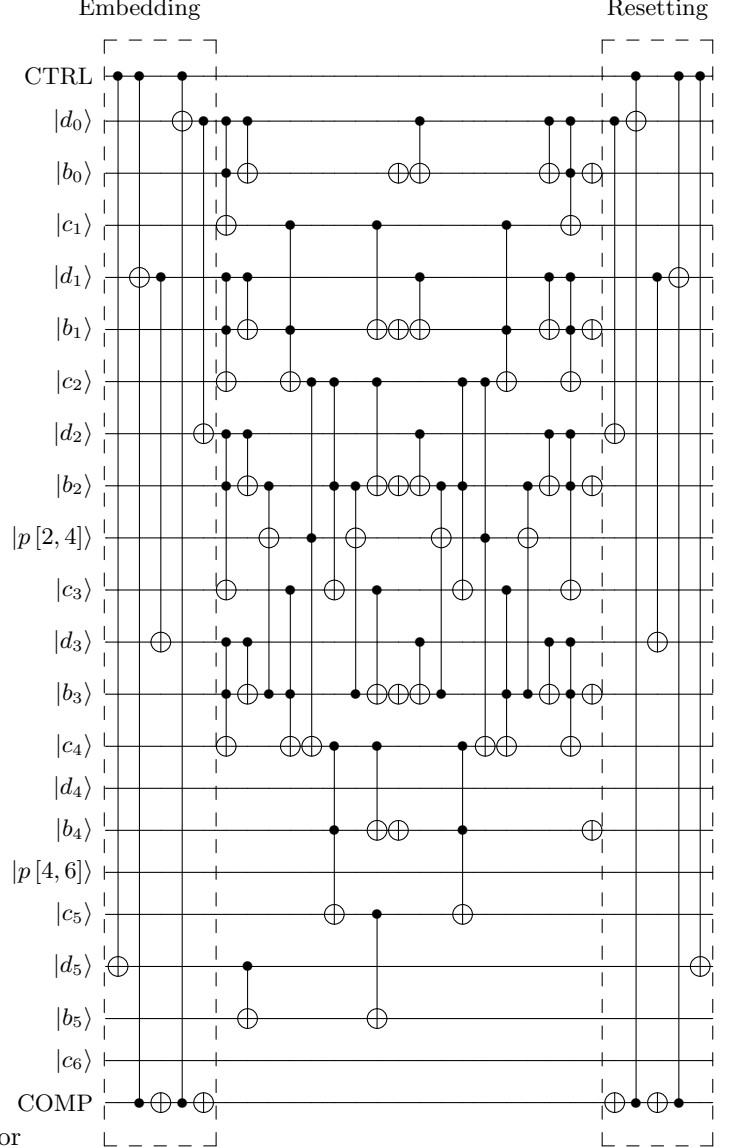 Embedding Resetting
CTRL
|d₀⟩
|b₀⟩
|c₁⟩
|d₁⟩
|b₁⟩
|c₂⟩
|d₂⟩
|b₂⟩
|p [2, 4]⟩
|c₃⟩
|d₃⟩
|b₃⟩
|c₄⟩
|d₄⟩
|b₄⟩
|p [4, 6]⟩
|c₅⟩
|d₅⟩
|b₅⟩
|c₆⟩
COMP
or